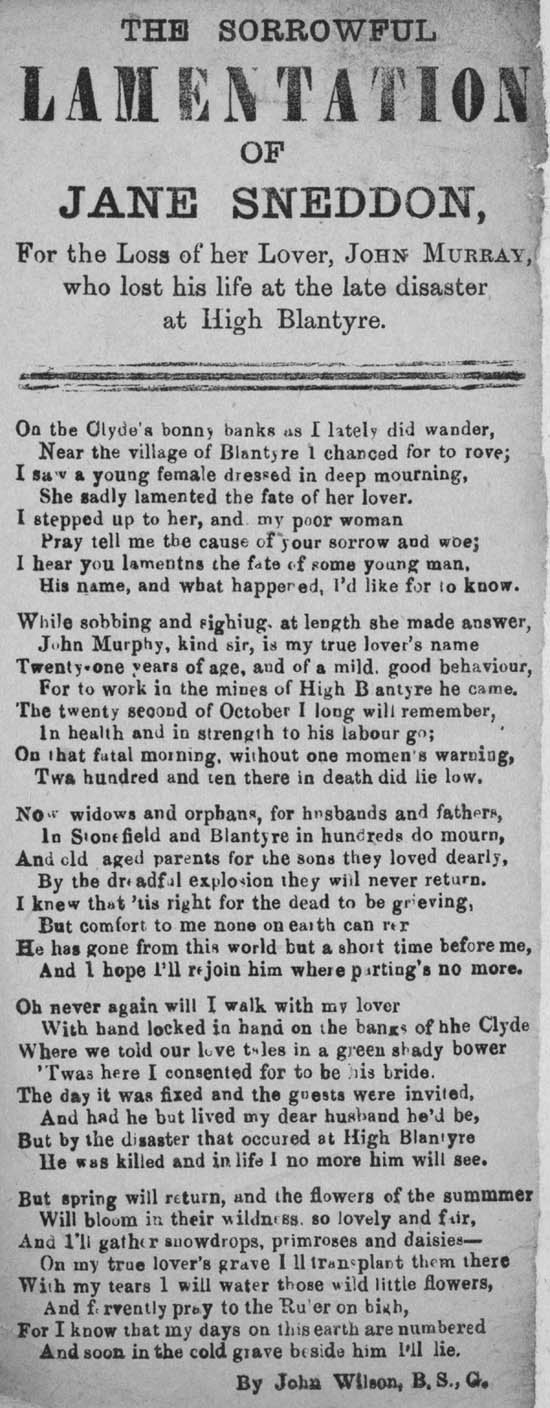 THE SORROWFUL
LAMENTATION
OF
JANE SNEDDON,
For the Loss of her Lover, JOHN MURRAY,
who lost his life at the late disaster
at High Blantyre.
On the Clyde's bonny banks as I lately did wander,
Near the village of Blantyre I chanced for to rove;
I saw a young female dressed in deep mourning,
She sadly lamented the fate of her lover.
I stepped up to her, and my poor woman
Pray tell me the cause of your sorrow and woe;
I hear you lamentns the fate of some young man,
His name, and what happened, I'd like for to know.
While sobbing and sighiug, at length she made answer,
John Murphy, kind sir, is my true lover's name
Twenty-one years of age, and of a mild, good behaviour,
For to work in the mines of High B antyre he came.
The twenty second of October I long will remember,
In health and in strength to his labour go;
On that fatal morning, without one momen's warning,
Twa hundred and ten there in death did lie low.
Now widows and orphans, for husbands and fathers,
In Stonefield and Blantyre in hundreds do mourn,
And old aged parents for the sons they loved dearly,
By the dreadful explosion they will never return.
I knew that 'tis right for the dead to be grieving,
But comfort to me none on earth can
He has gone from this world but a short time before me,
And I hope I'll rejoin him where parting's no more.
Oh never again will I walk with my lover
With hand locked in hand on the banks of hhe Clyde
Where we told our love tales in a green shady bower
'Twas here I consented for to be his bride.
The day it was fixed and the guests were invited,
And had he but lived my dear husband he'd be,
But by the disaster that occured at High Blantyre
He was killed and in life I no more him will see.
But spring will return, and the flowers of the summmer
Will bloom in their wildness, so lovely and fair,
And I'll gather snowdrops, primroses and daisies—
On my true lover's grave I ll transplant them there
With my tears I will water those wild little flowers,
And fervently pray to the Ru'er on high,
For I know that my days on this earth are numbered
And soon in the cold grave beside him I'll lie.
By John Wilson, B. S., G.